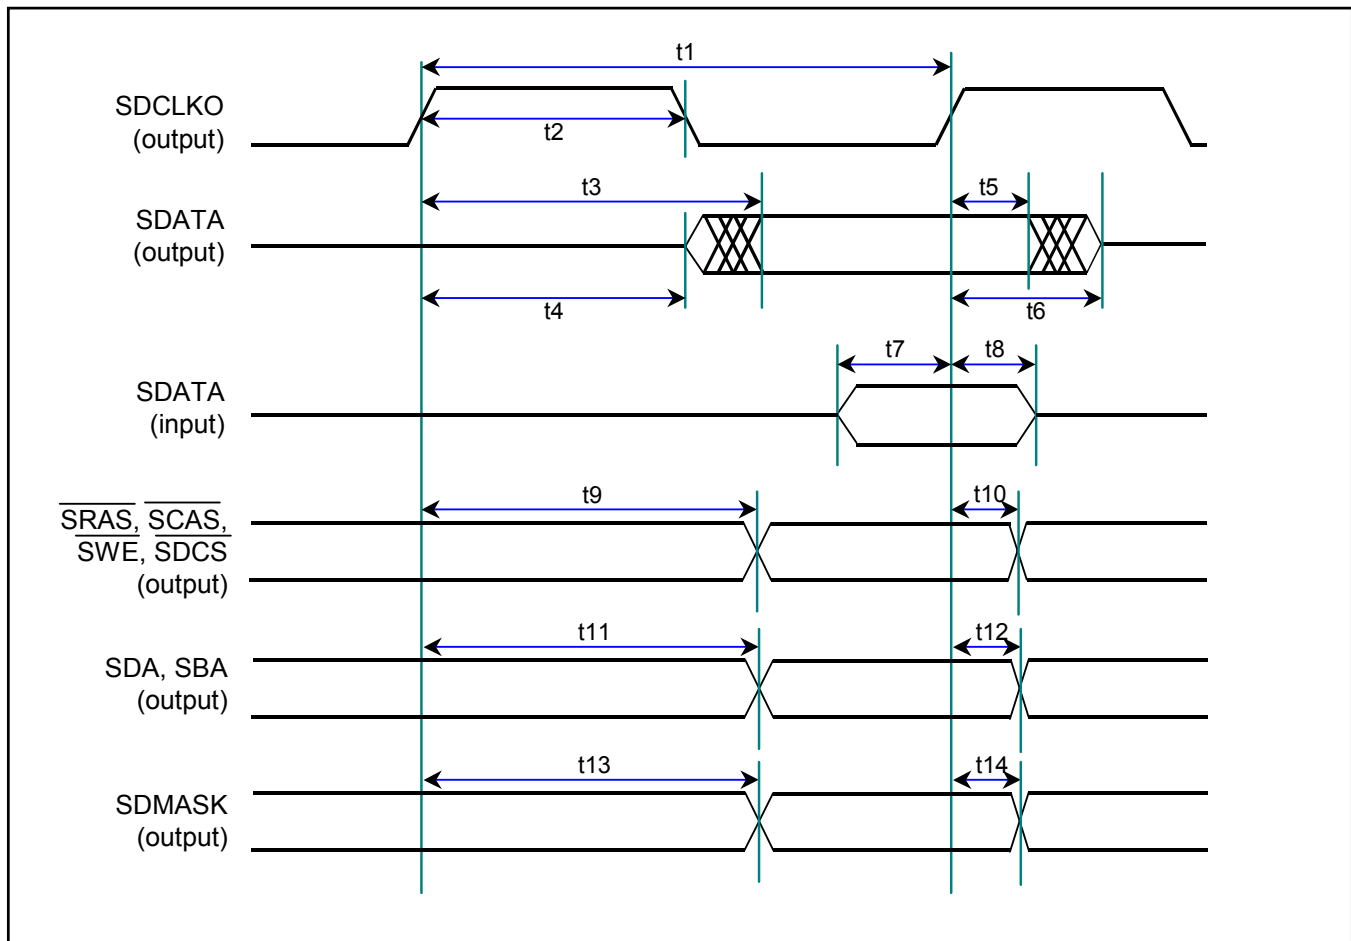 t1
SDCLKO
(output)
t2
t3
t5
SDATA
(output)
t4
t6
t7
t8
SDATA
(input)
t9
t10
SRAS, SCAS,
SWE, SDCS
(output)
t11
t12
SDA, SBA
(output)
t13
t14
SDMASK
(output)